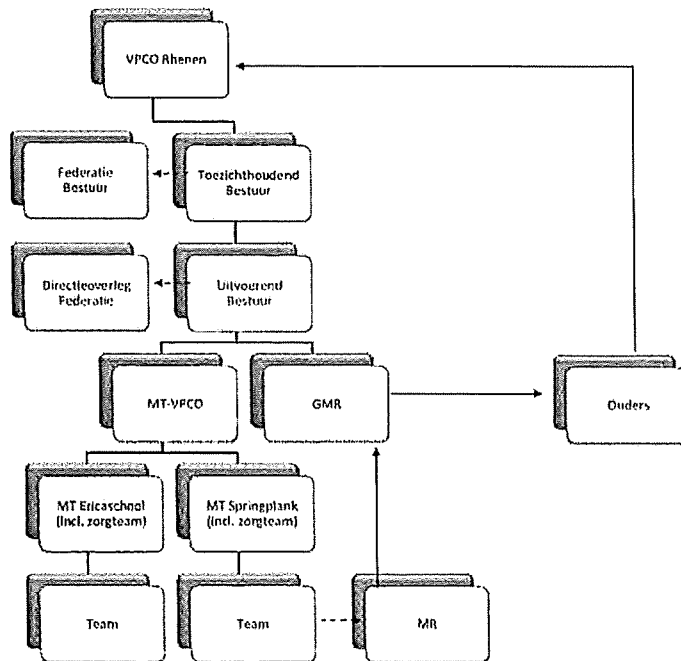 VPCO Rhenen
Federatie
Bestuur
Toezichthoudend
Bestuur
Directieoverleg
Federatie
Uitvoerend
Bestuur
MT-VPCO
GMR
Ouders
MT Ericaschool
(incl. zorgteam)
MT Springplank
(incl. zorgteam)
Team
Team
MR